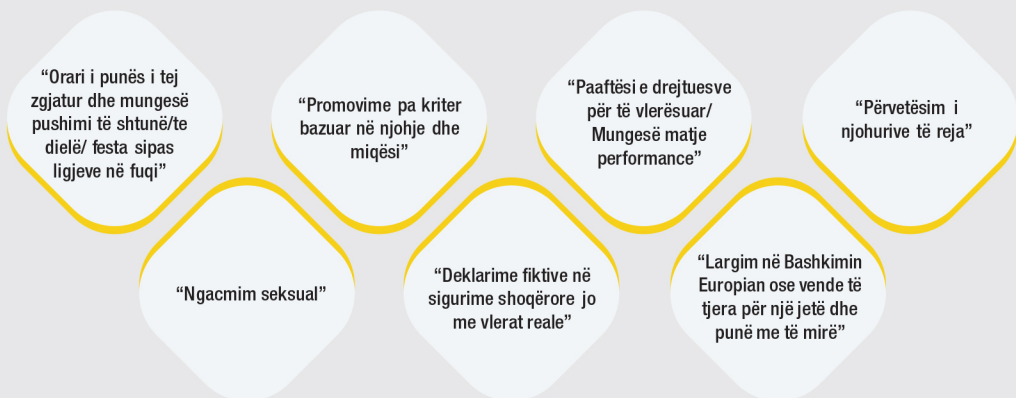 “Orari i punës i tej
zgjatur dhe mungesë
pushimi të shtunë/te
dielë/ festa sipas
ligjeve në fuqi”
“Promovime pa kriter
bazuar në njohje dhe
miqësi”
“Paaftësi e drejtuesve
për të vlerësuar/
Mungesë matje
performance”
“Përvetësim i
njohurive të reja”
“Ngacmim seksual”
“Deklarime fiktive në
sigurime shoqërore jo
me vlerat reale”
“Largim në Bashkimin
Europian ose vende të
tjera për një jetë dhe
punë me të mirë”